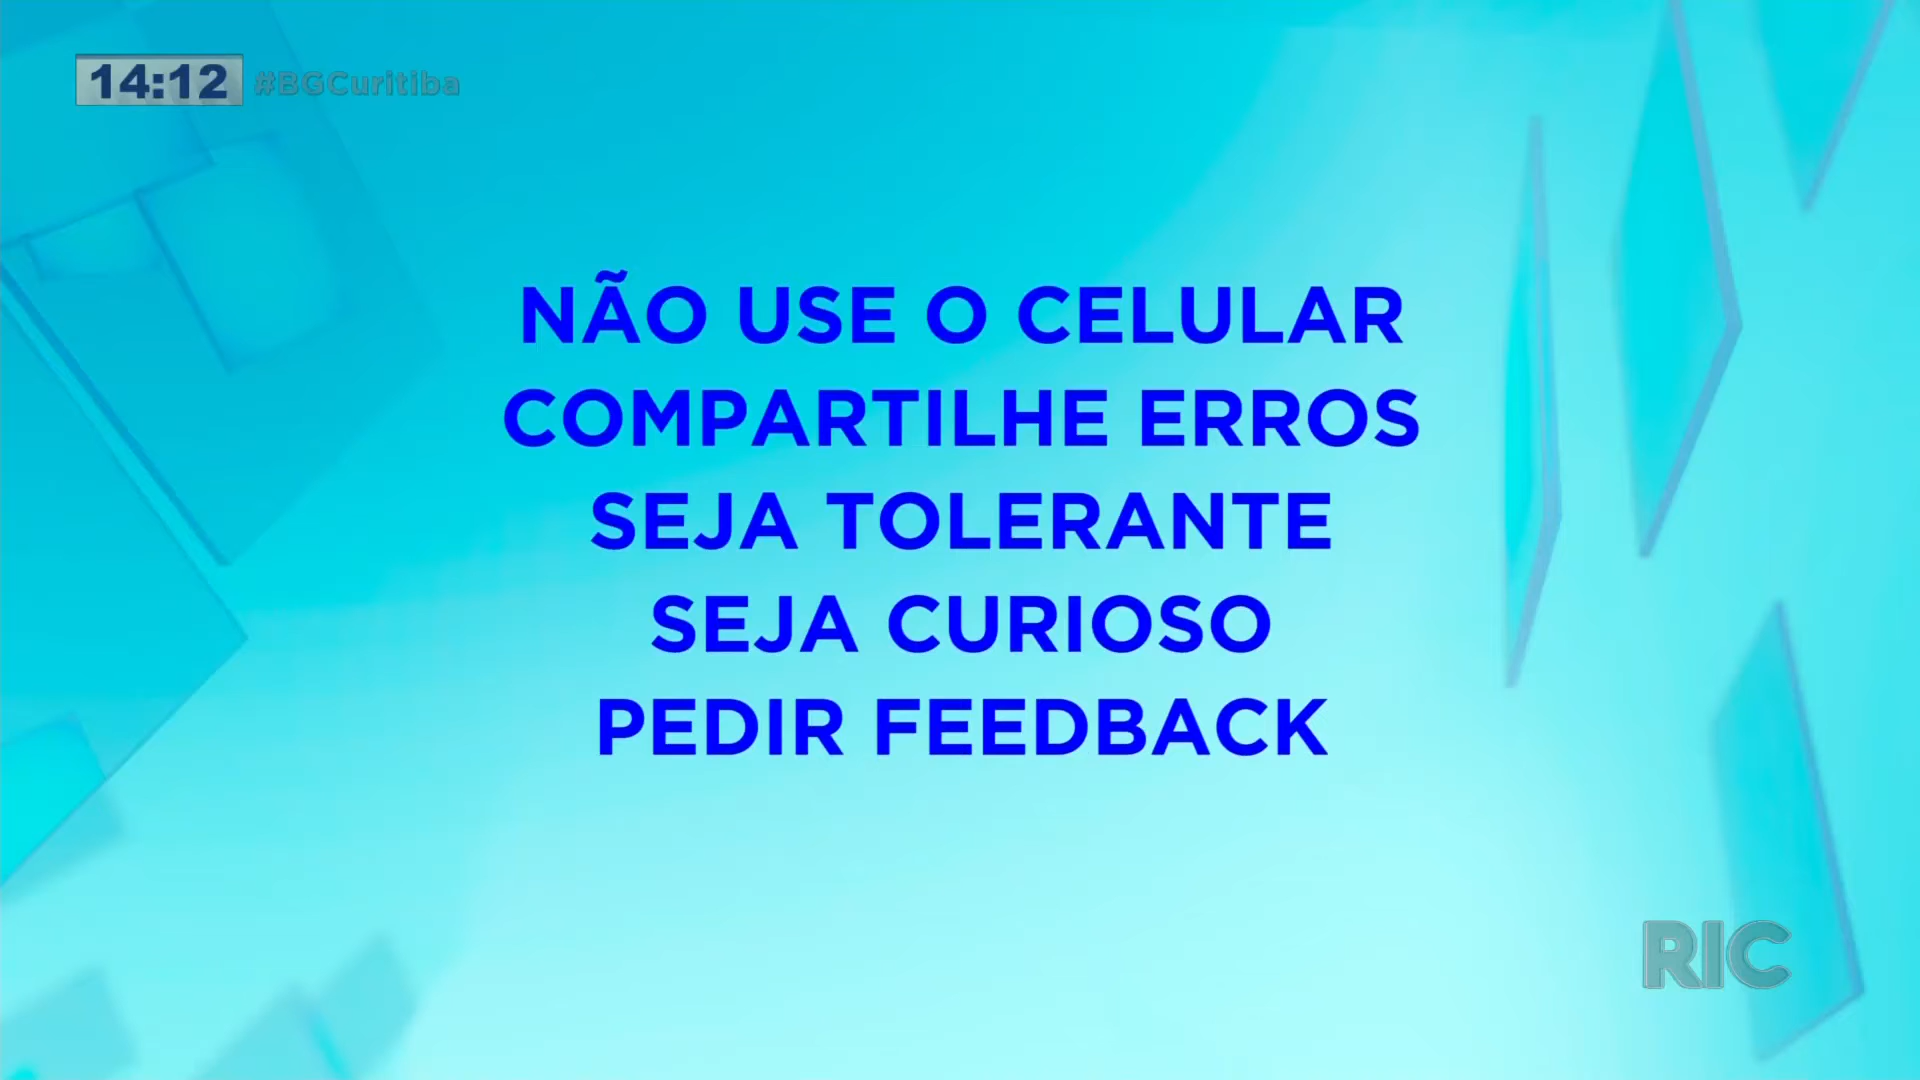 14:12 #BGCuritiba
NÃO USE O CELULAR
COMPARTILHE ERROS
SEJA TOLERANTE
SEJA CURIOSO
PEDIR FEEDBACK
RIC